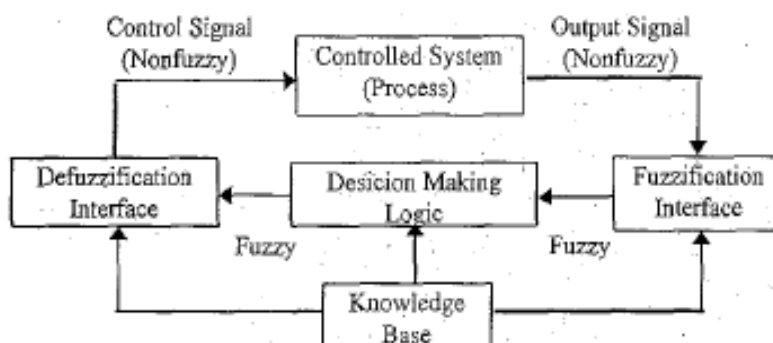 Control Signal
(Nonfuzzy)
Controlled System
(Process)
Output Signal
(Nonfuzzy)
Defuzzification
Interface
Desicion Making
Logic
Fuzzification
Interface
Fuzzy
Fuzzy
Knowledge
Base